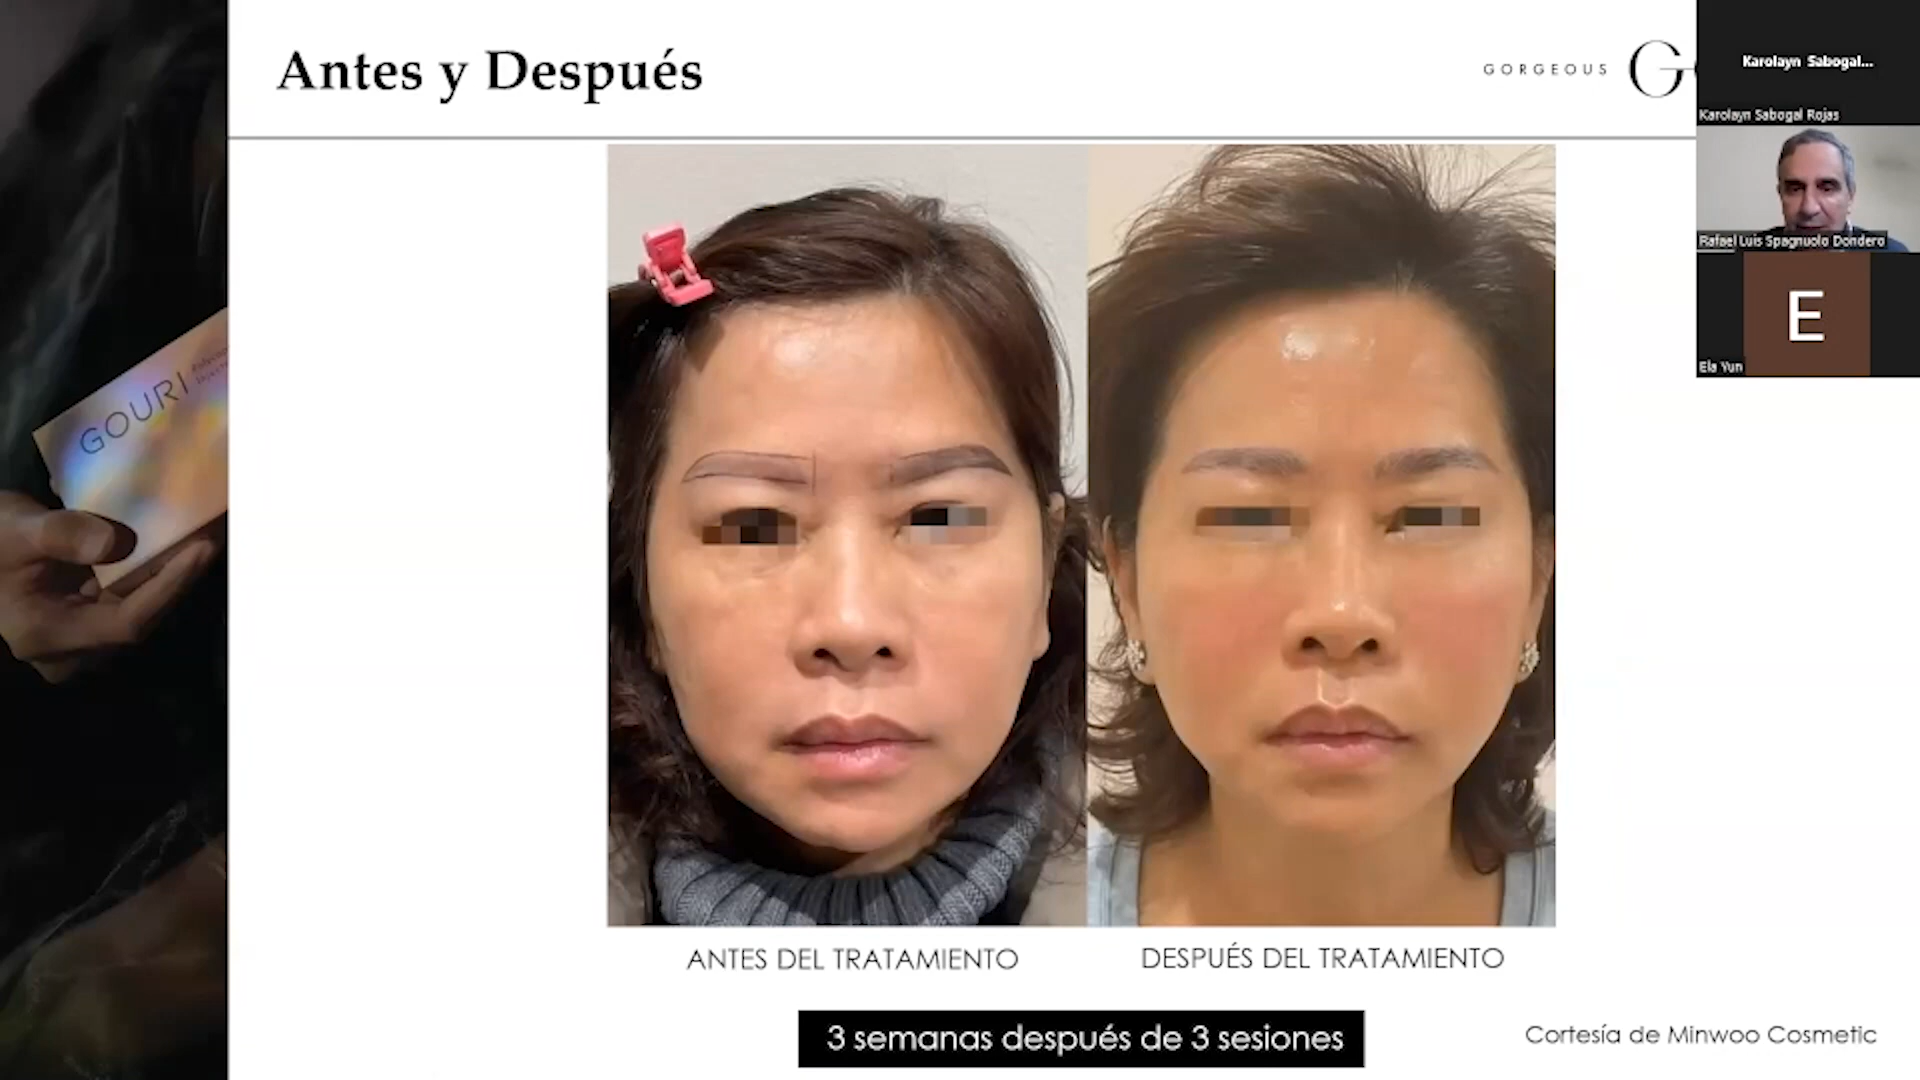 Antes y Después
GORGEOUS
GOURI
ANTES DEL TRATAMIENTO
DESPUÉS DEL TRATAMIENTO
3 semanas después de 3 sesiones
Cortesía de Minwoo Cosmetic
Karolayn Sabogal...
Karolayn Sabogal Rojas
Rafael Luis Spagnuolo Dondero
E
Ela Yun